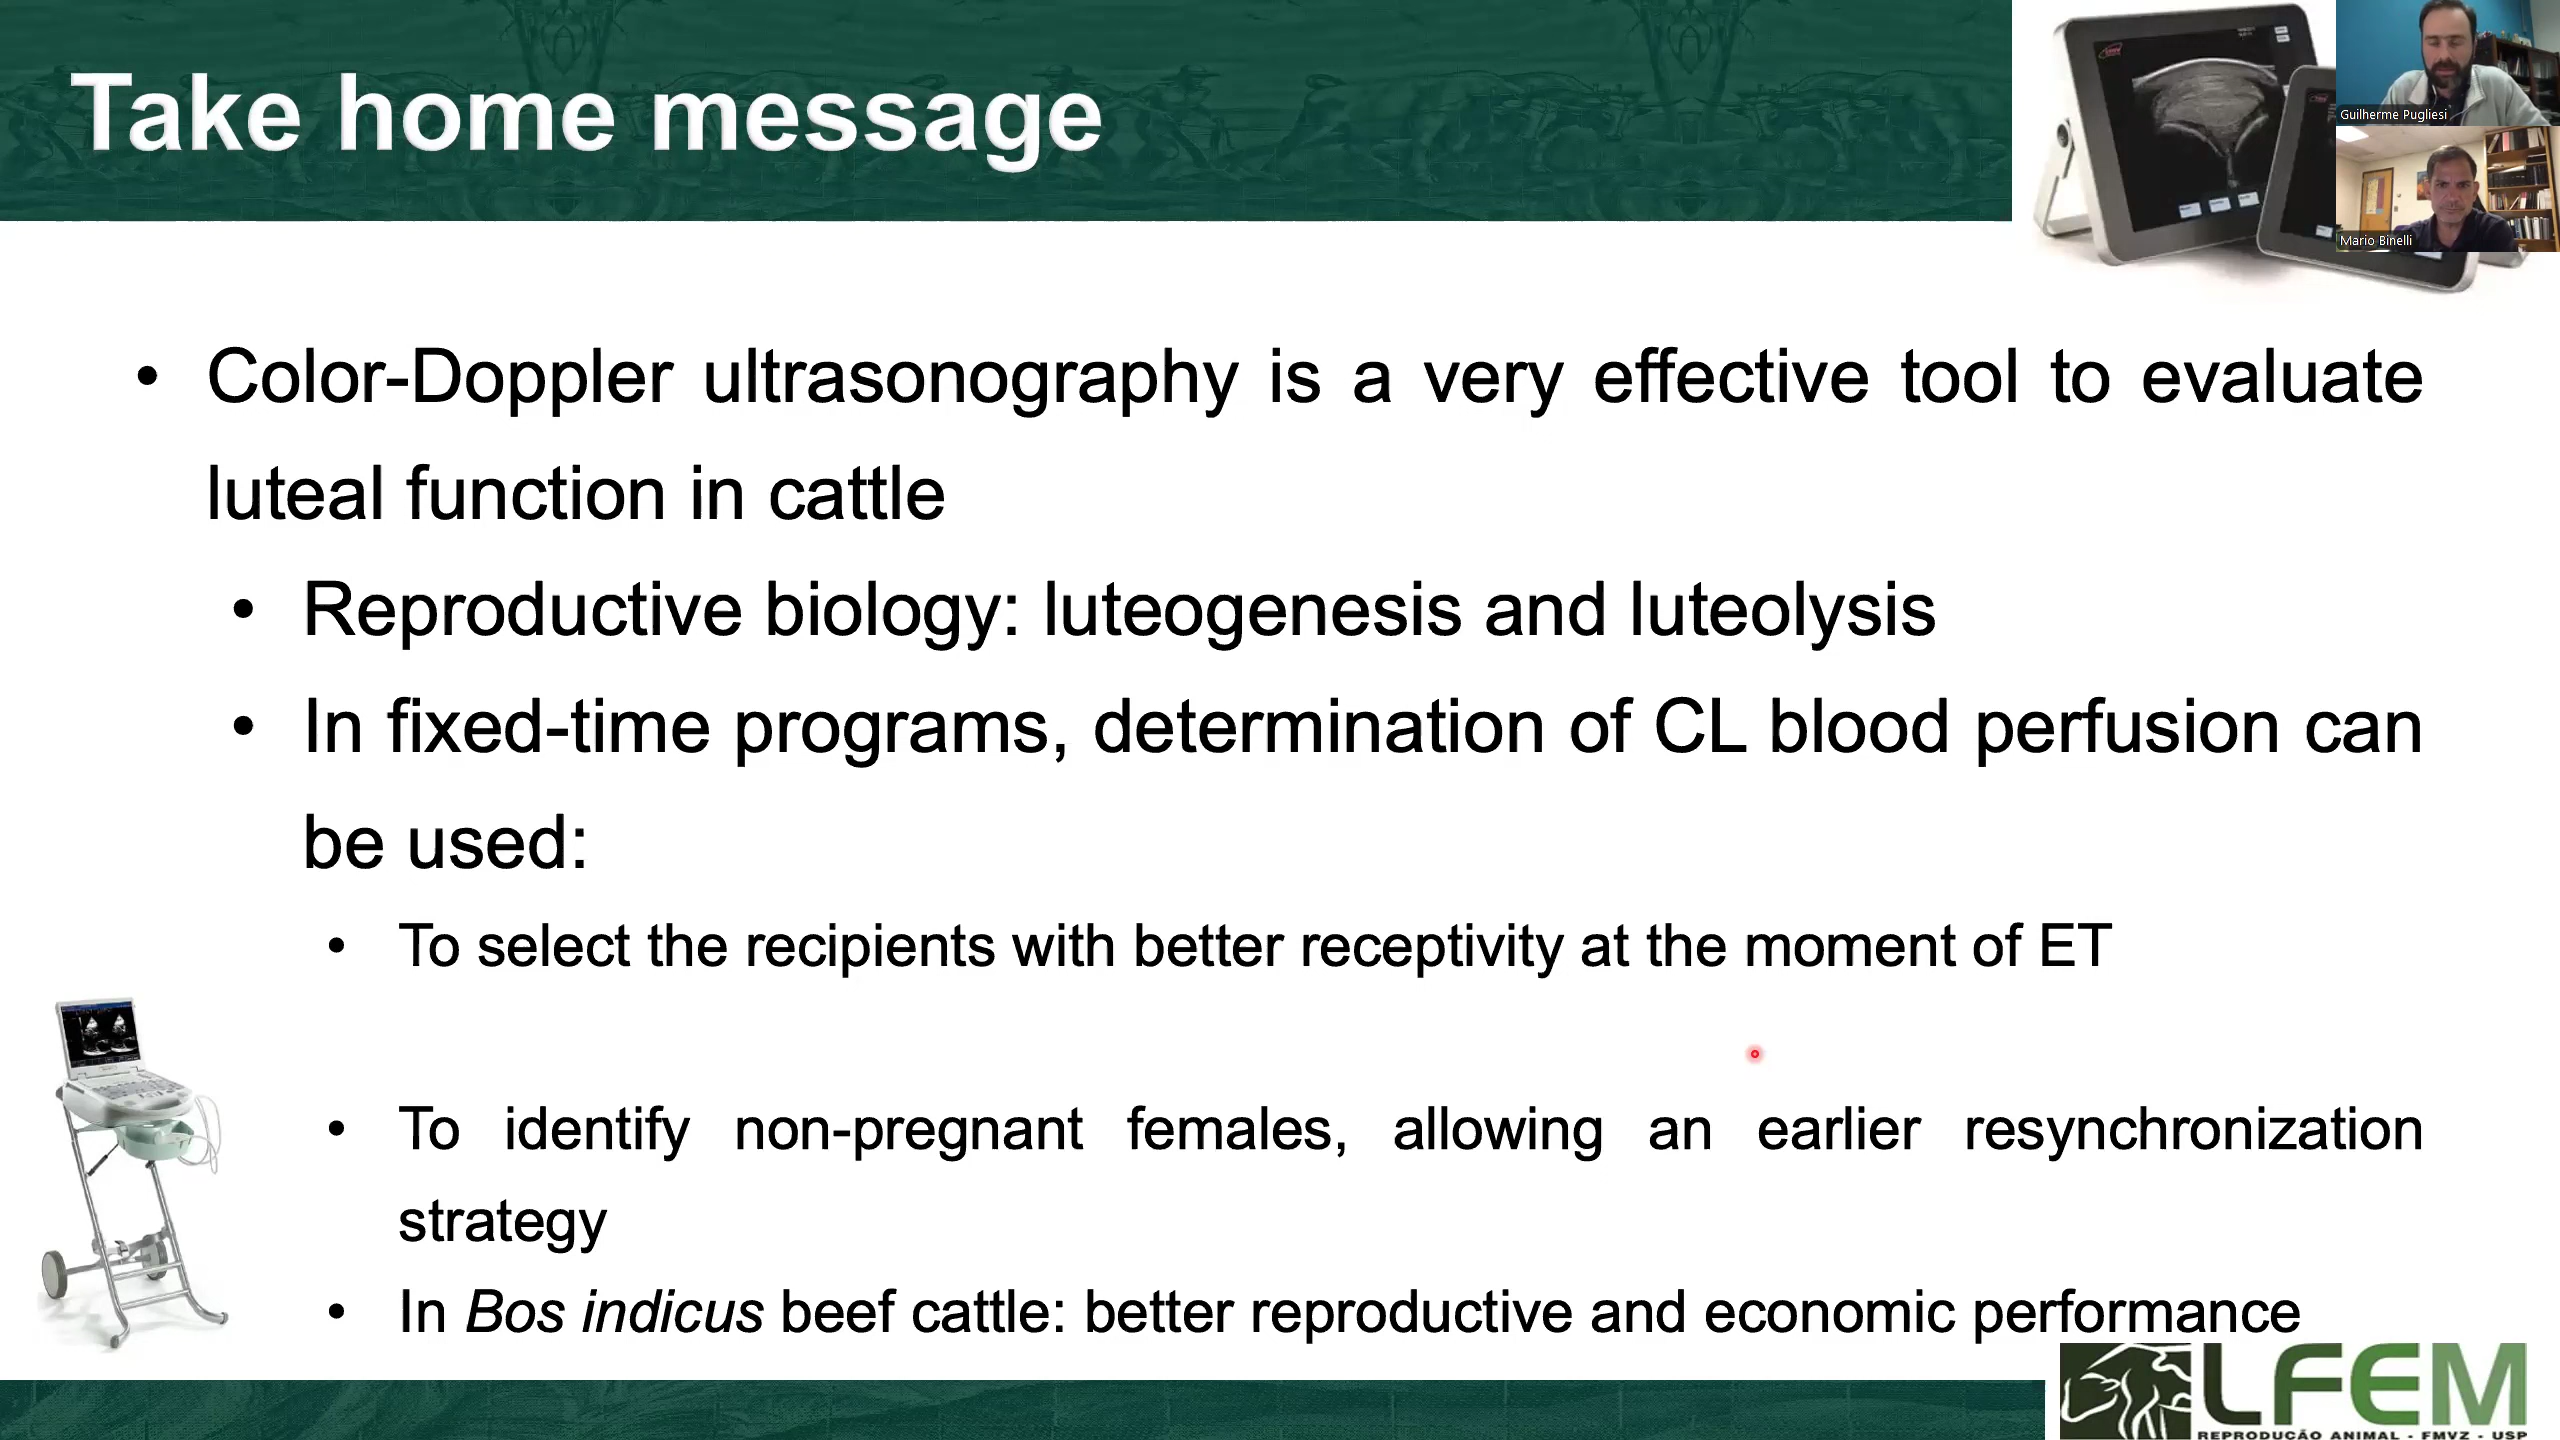 Take home message
Guilherme Pugliesi
Mario Binelli
• Color-Doppler ultrasonography is a very effective tool to evaluate
luteal function in cattle
• Reproductive biology: luteogenesis and luteolysis
• In fixed-time programs, determination of CL blood perfusion can
be used:
• To select the recipients with better receptivity at the moment of ET
• To identify non-pregnant females, allowing an earlier resynchronization
strategy
• In Bos indicus beef cattle: better reproductive and economic performance
LFEM
REPRODUCÃO ANIMAL - FMVZ - USP